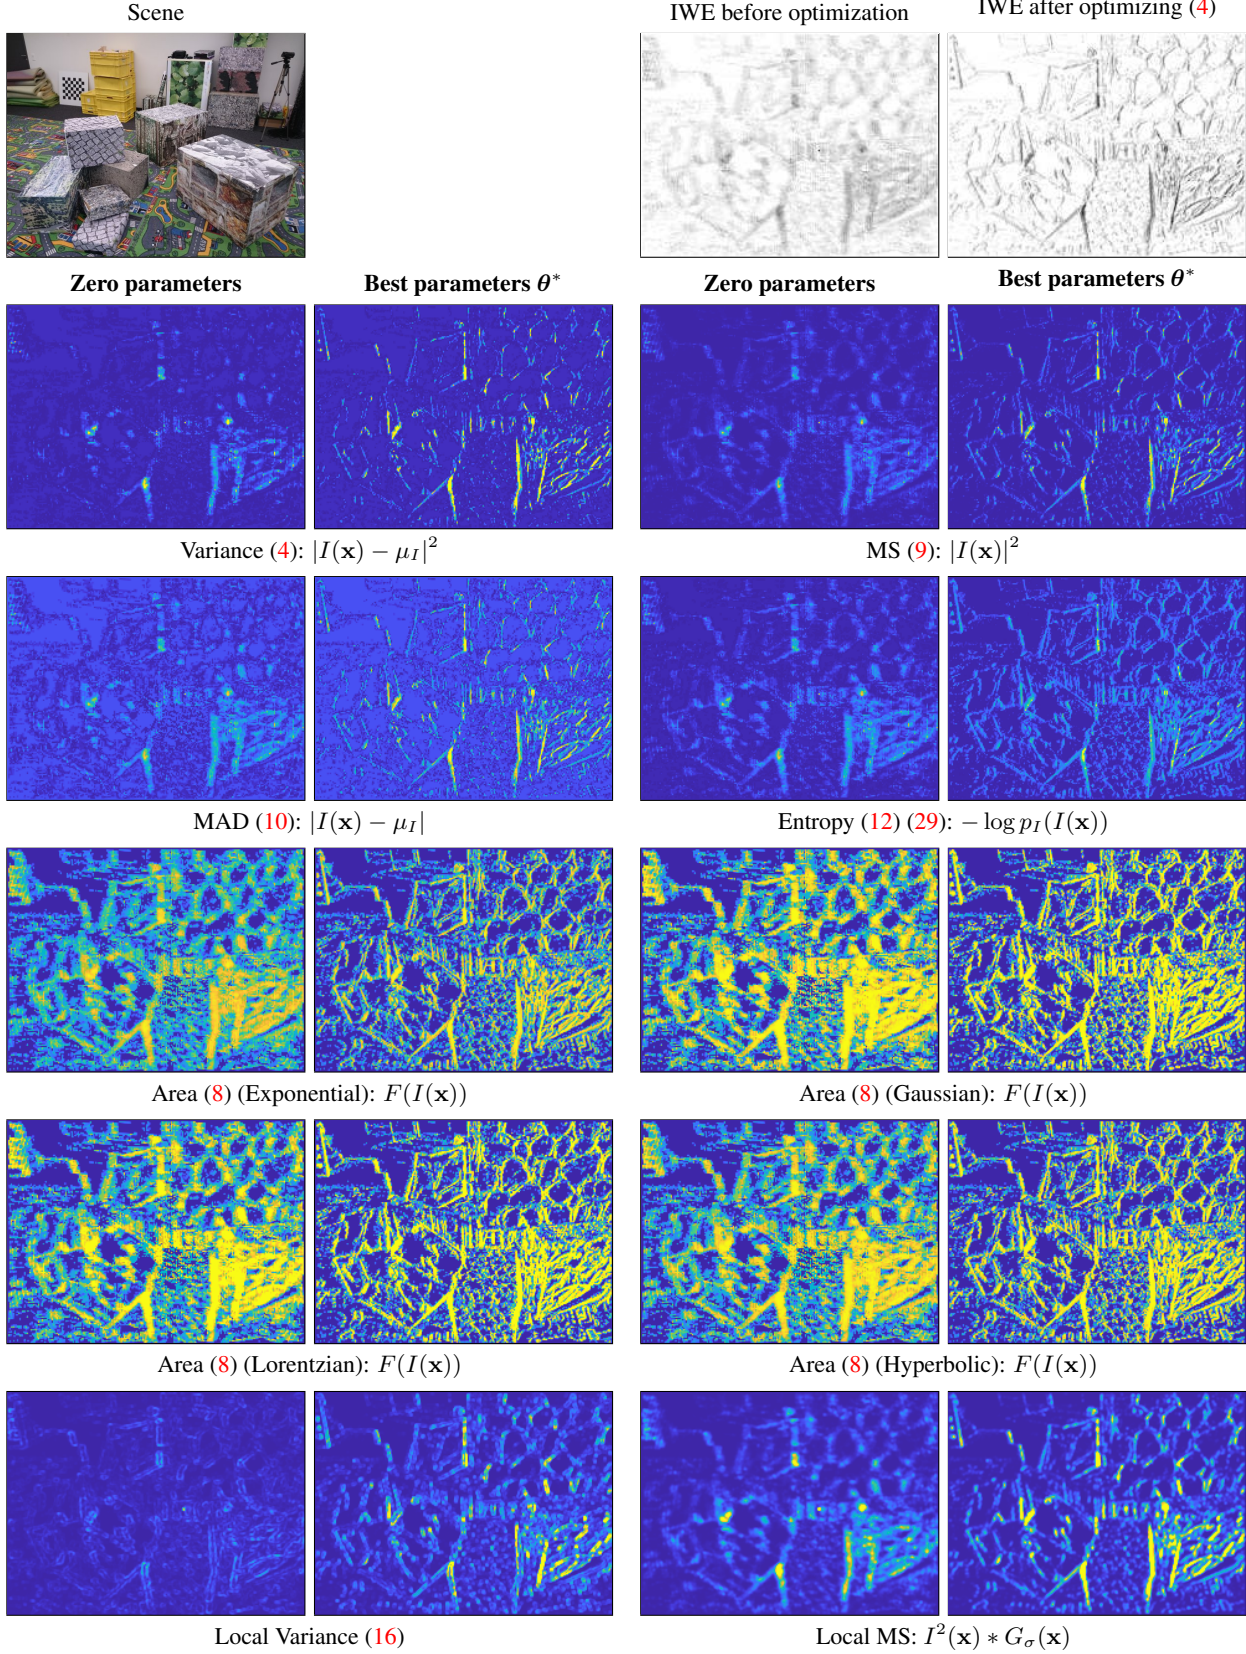 Scene
IWE before optimization
IWE after optimizing (4)
Zero parameters
Best parameters θ*
Zero parameters
Best parameters θ*
Variance (4): |I(x) − μ_I|²
MS (9): |I(x)|²
MAD (10): |I(x) − μ_I|
Entropy (12) (29): − log p_I(I(x))
Area (8) (Exponential): F(I(x))
Area (8) (Gaussian): F(I(x))
Area (8) (Lorentzian): F(I(x))
Area (8) (Hyperbolic): F(I(x))
Local Variance (16)
Local MS: I²(x) ∗ G_σ(x)